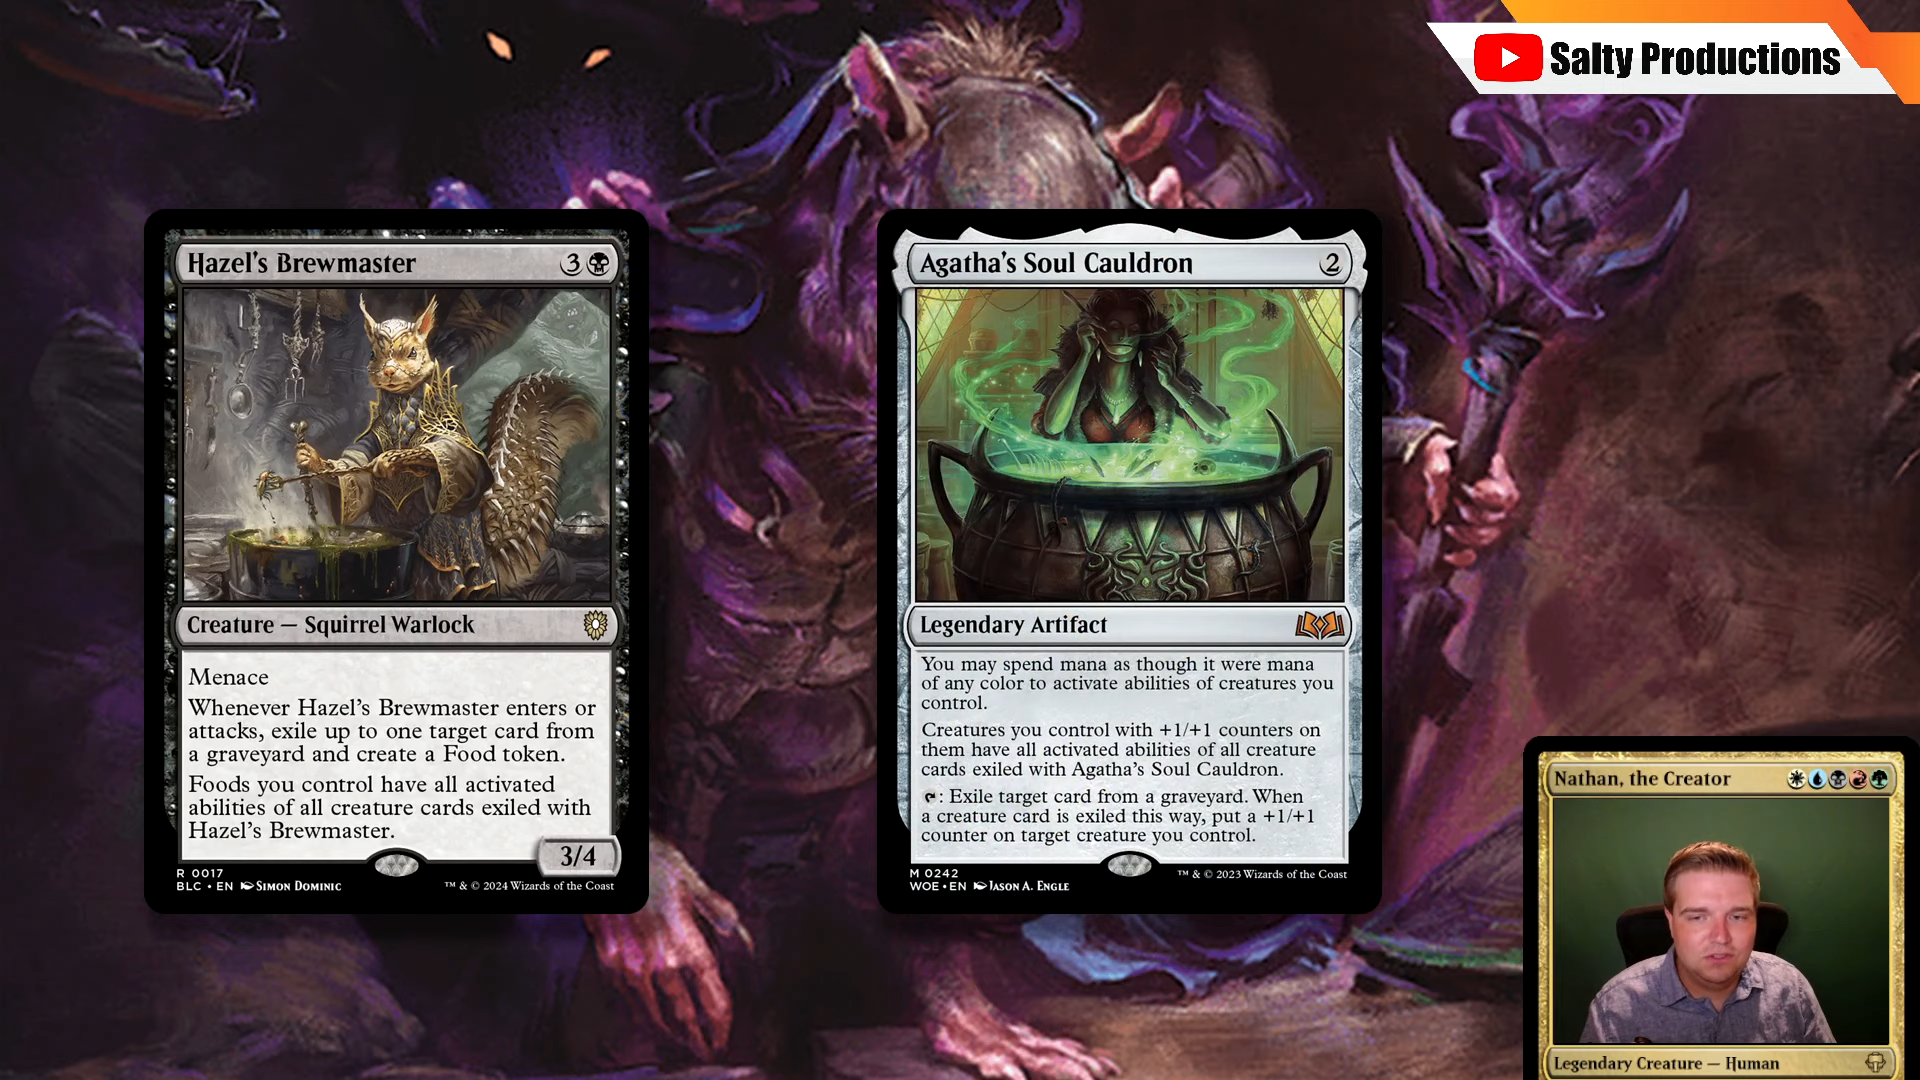 Salty Productions
Hazel's Brewmaster
3
Creature — Squirrel Warlock
Menace
Whenever Hazel's Brewmaster enters or
attacks, exile up to one target card from
a graveyard and create a Food token.
Foods you control have all activated
abilities of all creature cards exiled with
Hazel's Brewmaster.
3/4
R 0017
BLC • EN Simon Dominic
™ & © 2024 Wizards of the Coast
Agatha's Soul Cauldron
2
Legendary Artifact
You may spend mana as though it were mana
of any color to activate abilities of creatures you
control.
Creatures you control with +1/+1 counters on
them have all activated abilities of all creature
cards exiled with Agatha's Soul Cauldron.
: Exile target card from a graveyard. When
a creature card is exiled this way, put a +1/+1
counter on target creature you control.
M 0242
WOE • EN Jason A. Engle
™ & © 2023 Wizards of the Coast
Nathan, the Creator
Legendary Creature — Human